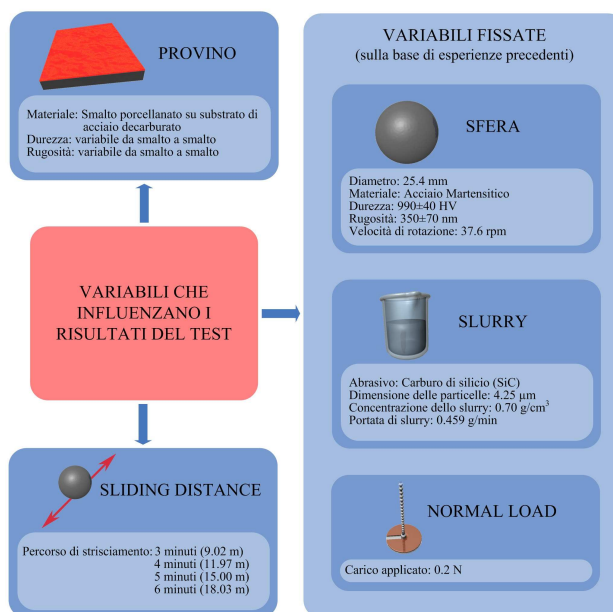 PROVINO
Materiale: Smalto porcellanato su substrato di
acciaio decarburato
Durezza: variabile da smalto a smalto
Rugosità: variabile da smalto a smalto
VARIABILI CHE
INFLUENZANO I
RISULTATI DEL TEST
SLIDING DISTANCE
Percorso di strisciamento: 3 minuti (9.02 m)
4 minuti (11.97 m)
5 minuti (15.00 m)
6 minuti (18.03 m)
VARIABILI FISSATE
(sulla base di esperienze precedenti)
SFERA
Diametro: 25.4 mm
Materiale: Acciaio Martensitico
Durezza: 990±40 HV
Rugosità: 350±70 nm
Velocità di rotazione: 37.6 rpm
SLURRY
Abrasivo: Carburo di silicio (SiC)
Dimensione delle particelle: 4.25 µm
Concentrazione dello slurry: 0.70 g/cm³
Portata di slurry: 0.459 g/min
NORMAL LOAD
Carico applicato: 0.2 N